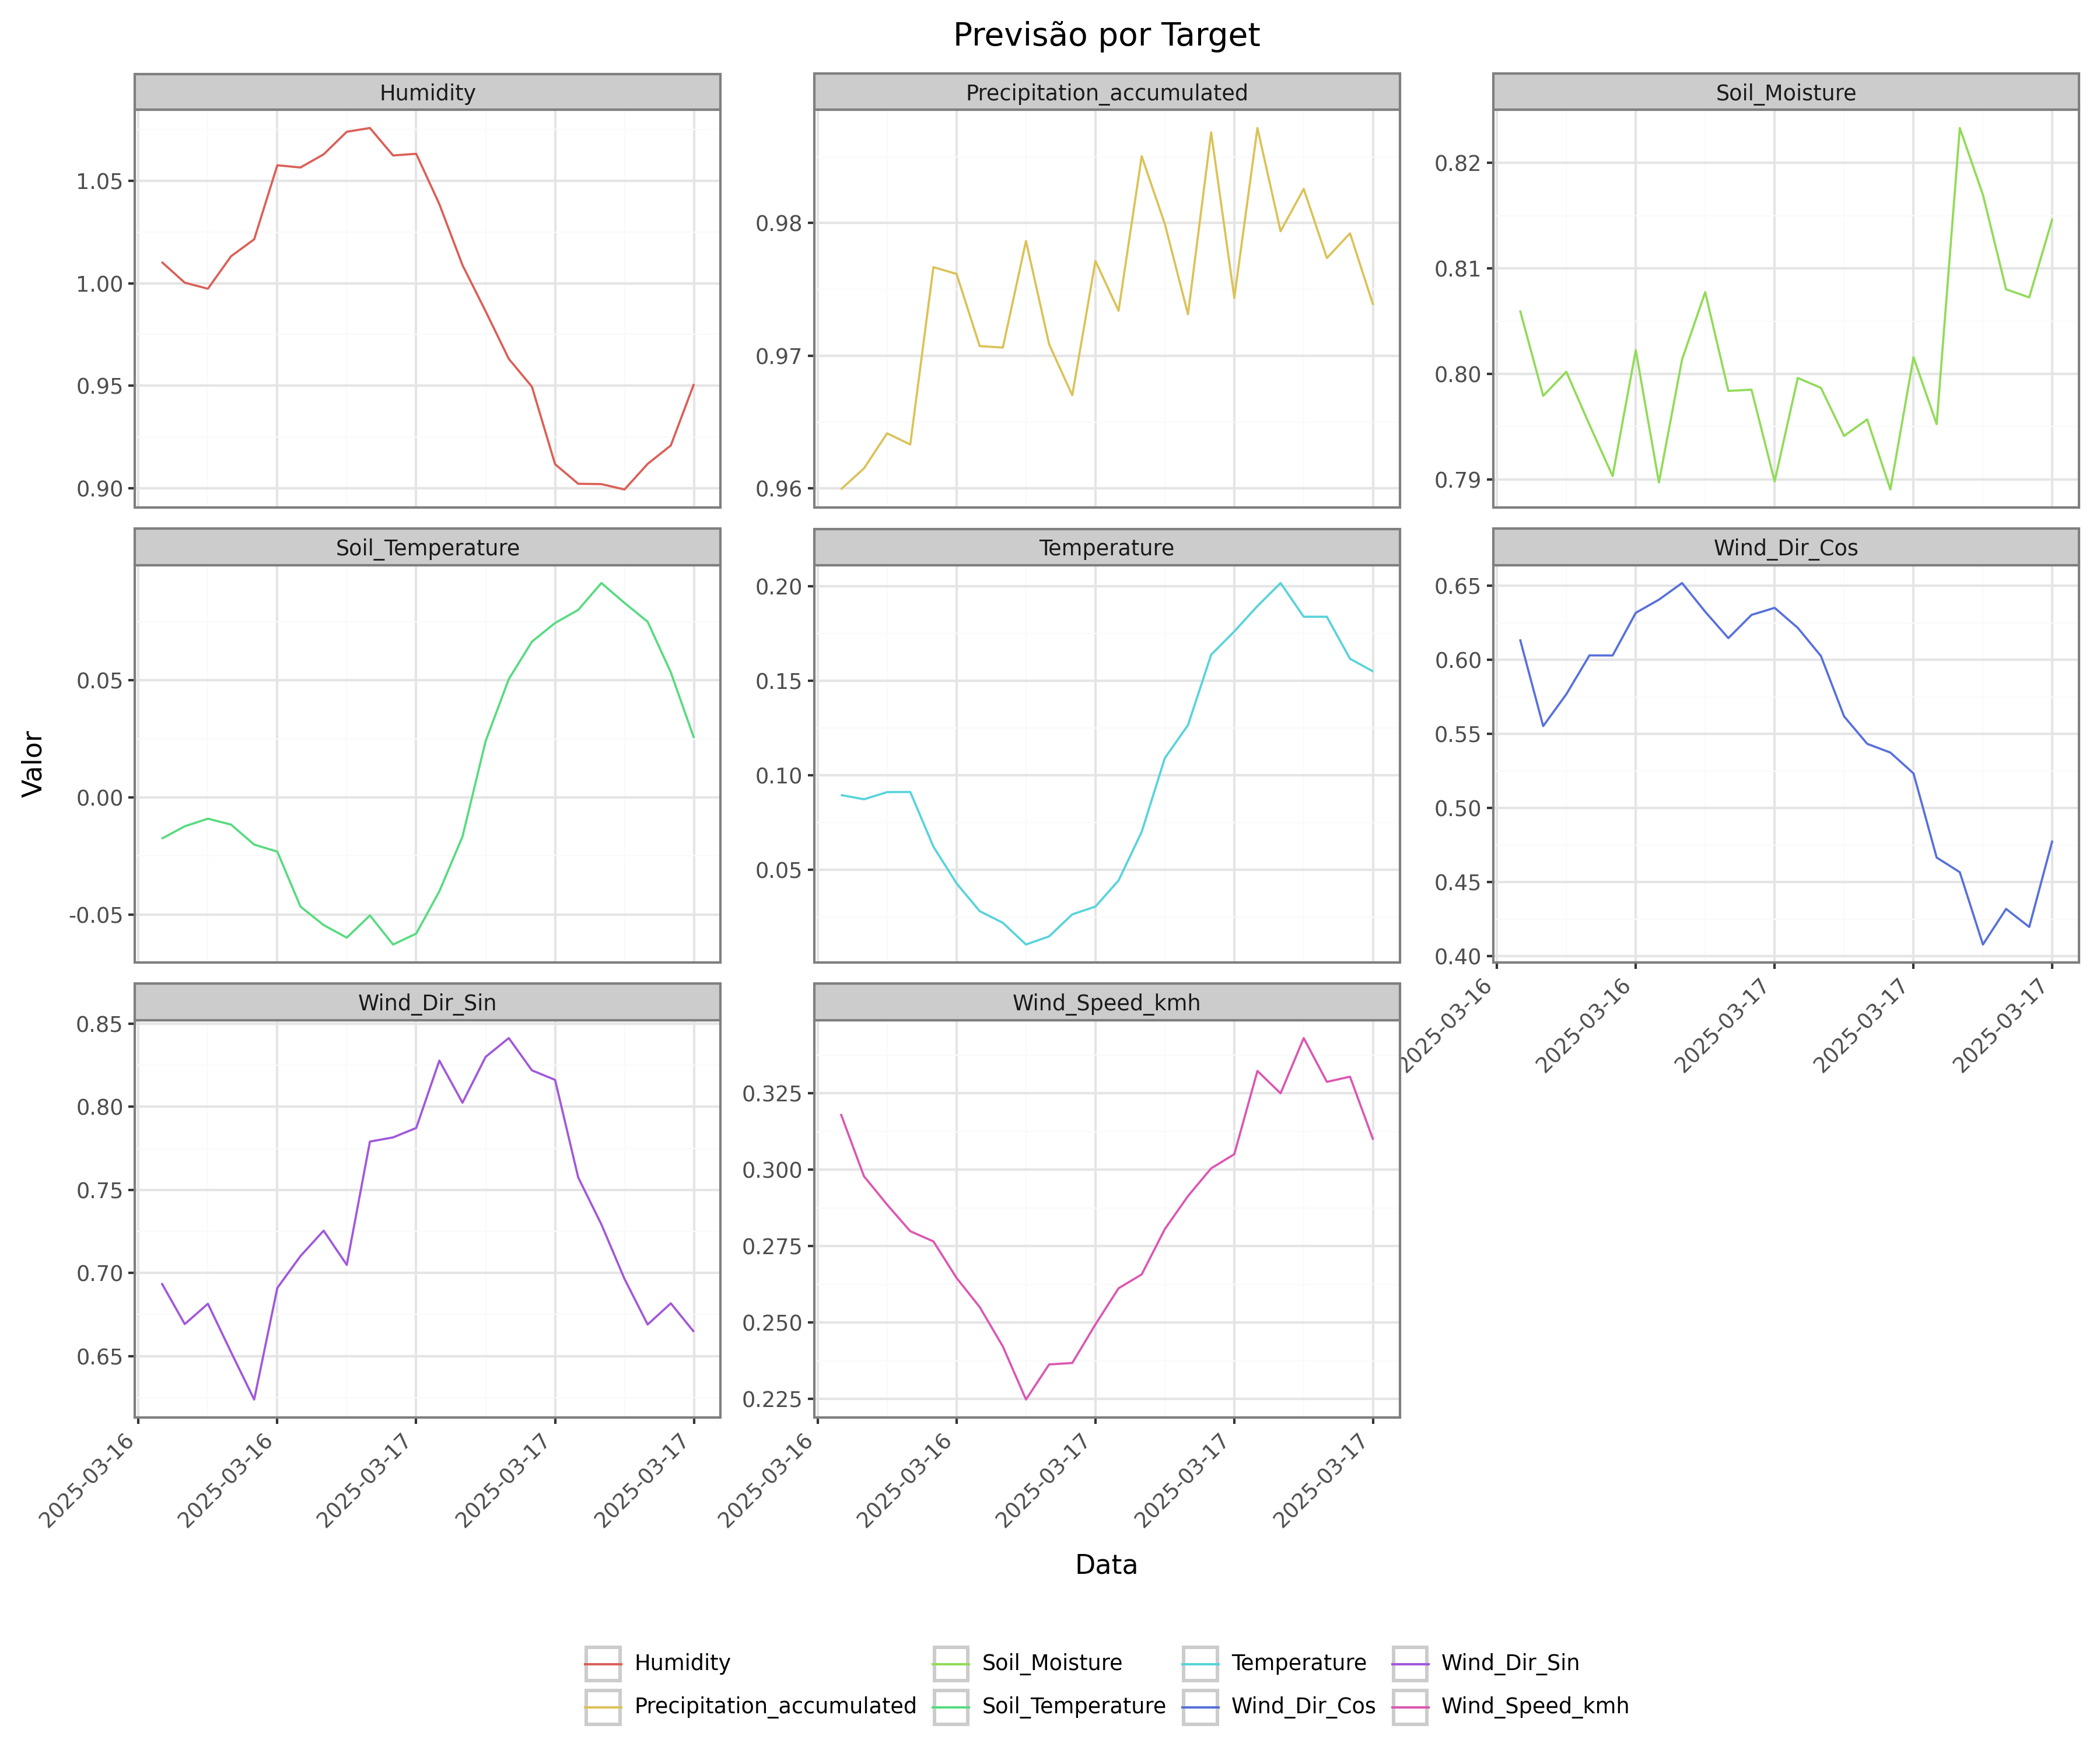 Previsão por Target
Humidity
Precipitation_accumulated
Soil_Moisture
1.05
1.00
0.95
0.90
0.98
0.97
0.96
0.82
0.81
0.80
0.79
Soil_Temperature
Temperature
Wind_Dir_Cos
0.05
0.00
-0.05
0.20
0.15
0.10
0.05
0.65
0.60
0.55
0.50
0.45
0.40
2025-03-16
2025-03-16
2025-03-17
2025-03-17
2025-03-17
Valor
Wind_Dir_Sin
Wind_Speed_kmh
0.85
0.80
0.75
0.70
0.65
0.325
0.300
0.275
0.250
0.225
2025-03-16
2025-03-16
2025-03-17
2025-03-17
2025-03-17
2025-03-16
2025-03-16
2025-03-17
2025-03-17
2025-03-17
Data
Humidity
Soil_Moisture
Temperature
Wind_Dir_Sin
Precipitation_accumulated
Soil_Temperature
Wind_Dir_Cos
Wind_Speed_kmh